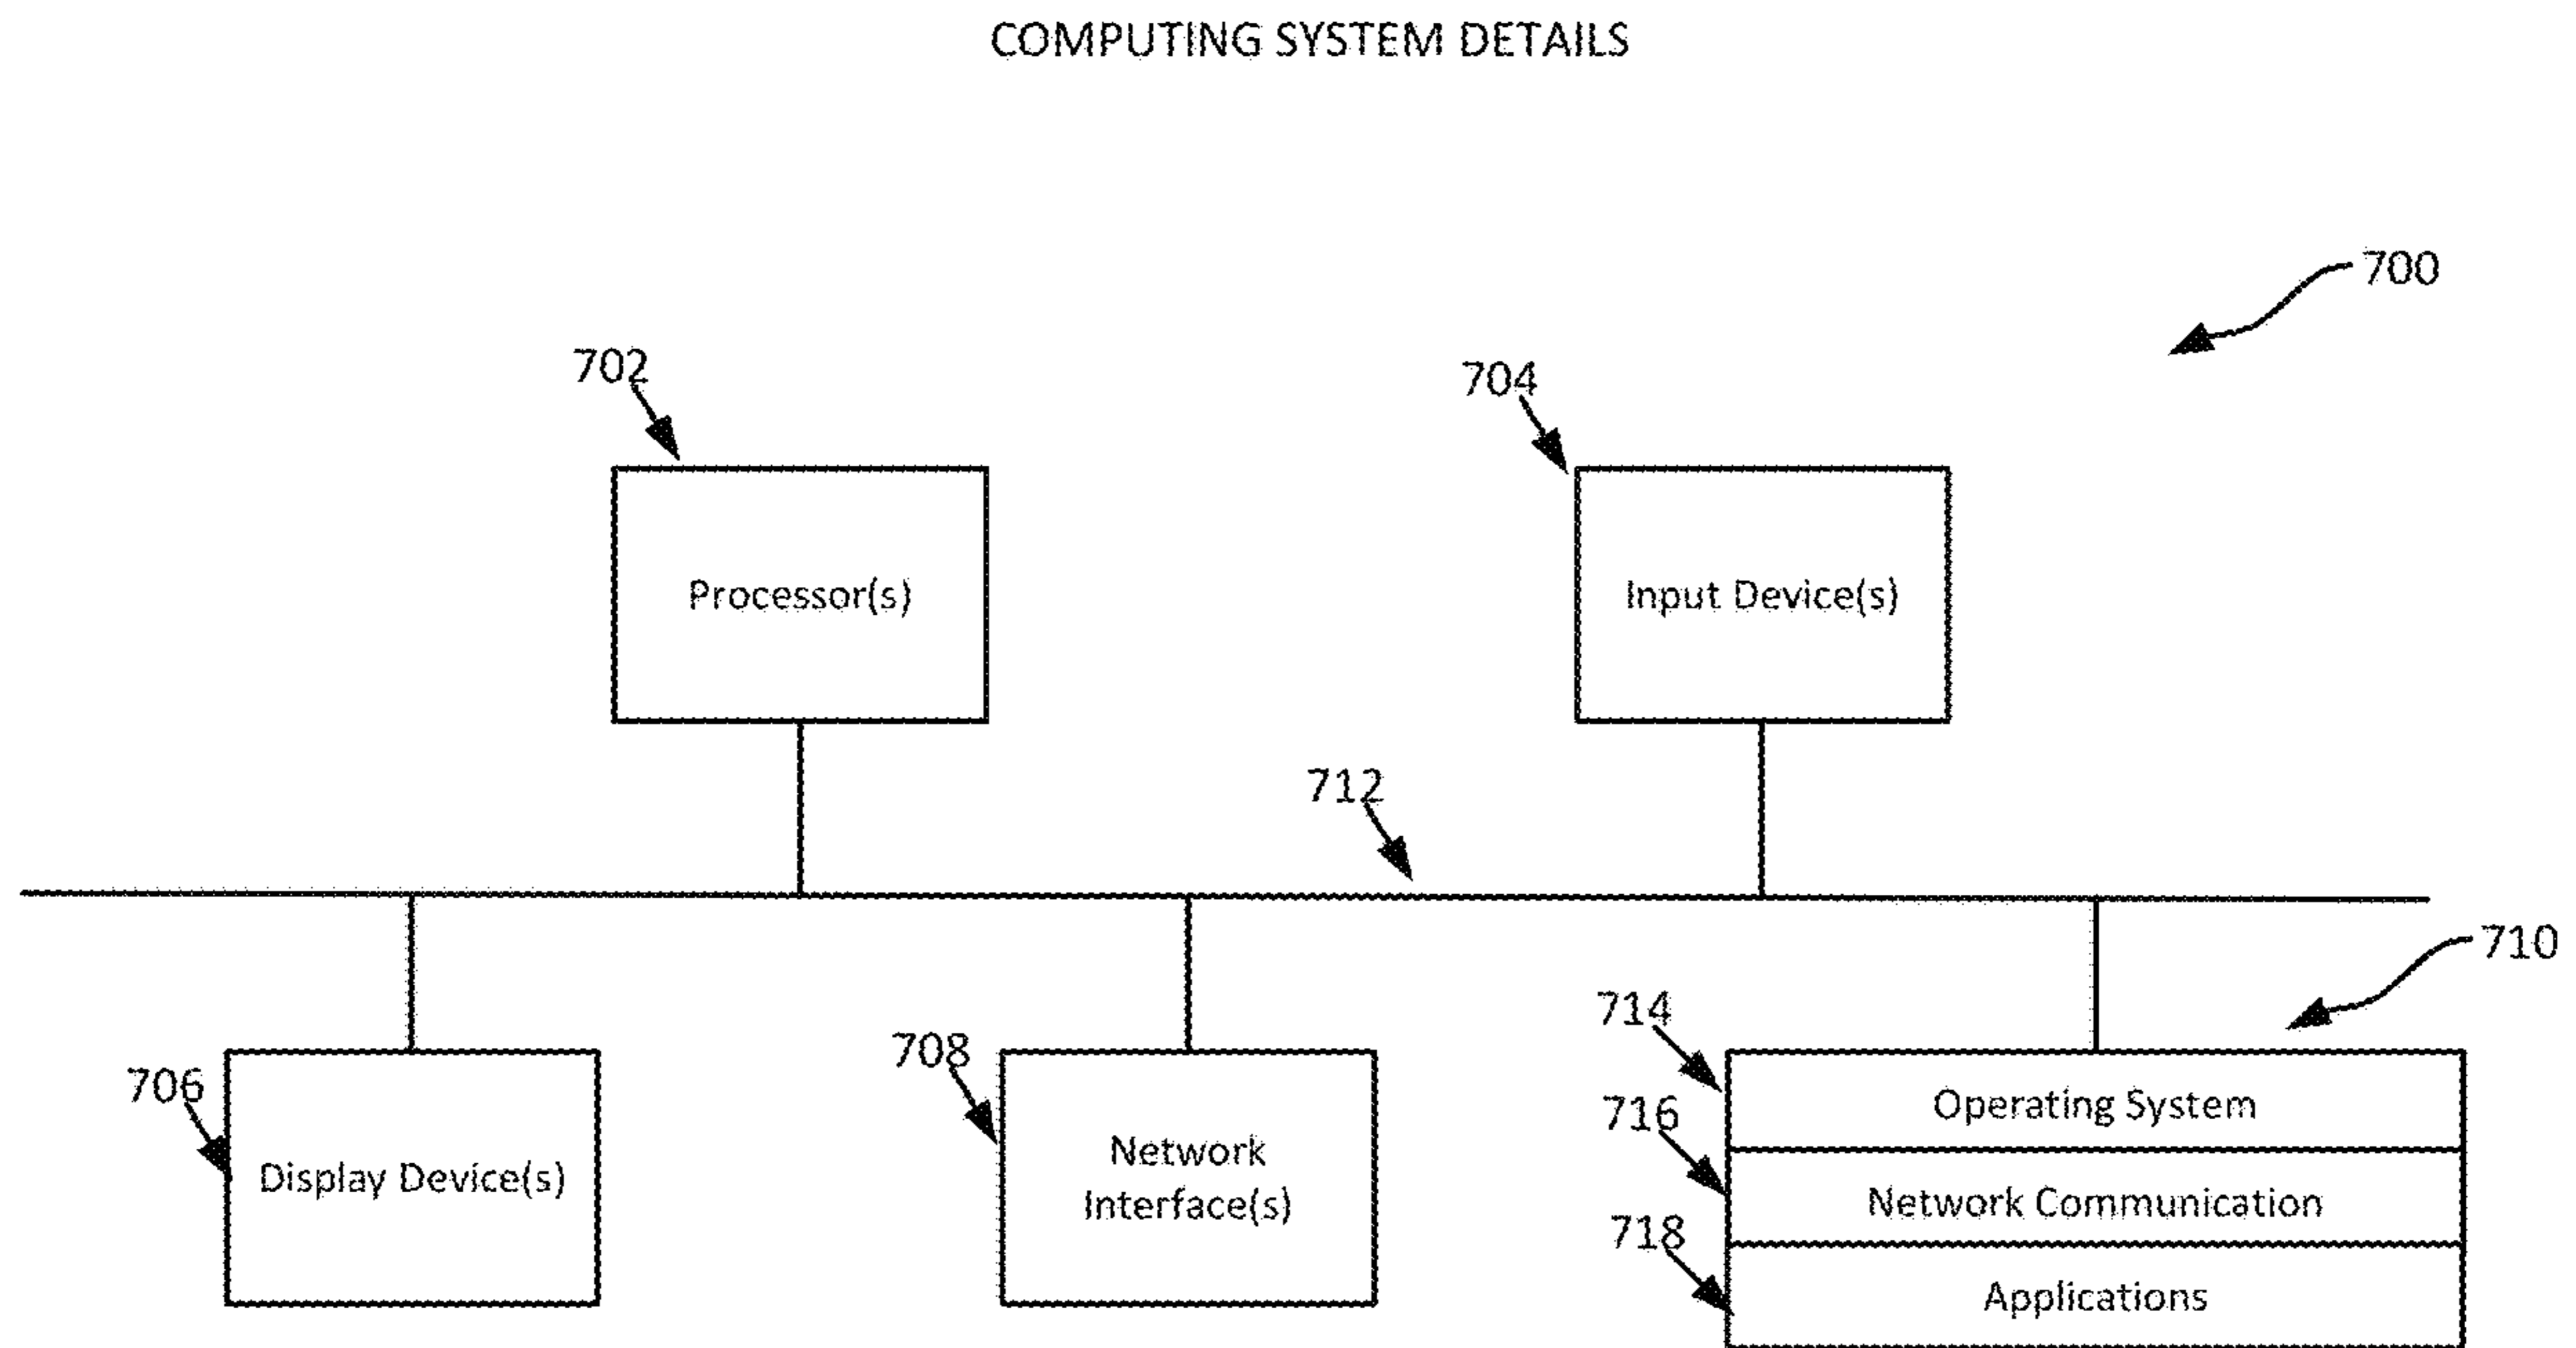 COMPUTING SYSTEM DETAILS
700
702
704
Processor(s)
Input Device(s)
712
710
714
708
706
716
Operating System
Network
Interface(s)
Display Device(s)
Network Communication
718
Applications